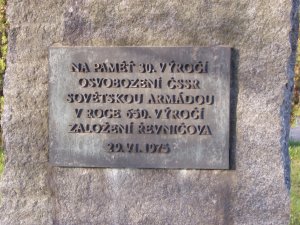 NA PAMĚŤ 30. VÝROČÍ
OSVOBOZENÍ ČSSR
SOVĚTSKOU ARMÁDOU
V ROCE 650. VÝROČÍ
ZALOŽENÍ ŘEVNIČOVA
29. VI. 1975